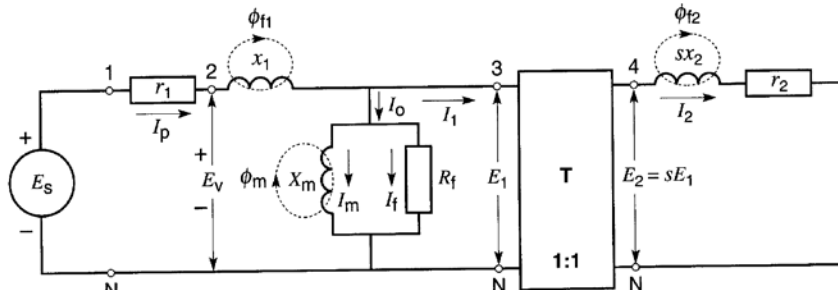 ϕf1
ϕf2
x1
sx2
1
2
3
4
r1
r2
Ip
Io
I1
I2
+
Es
−
+
Ev
−
ϕm
Xm
Im
If
Rf
E1
T
E2 = sE1
1:1
N
N
N